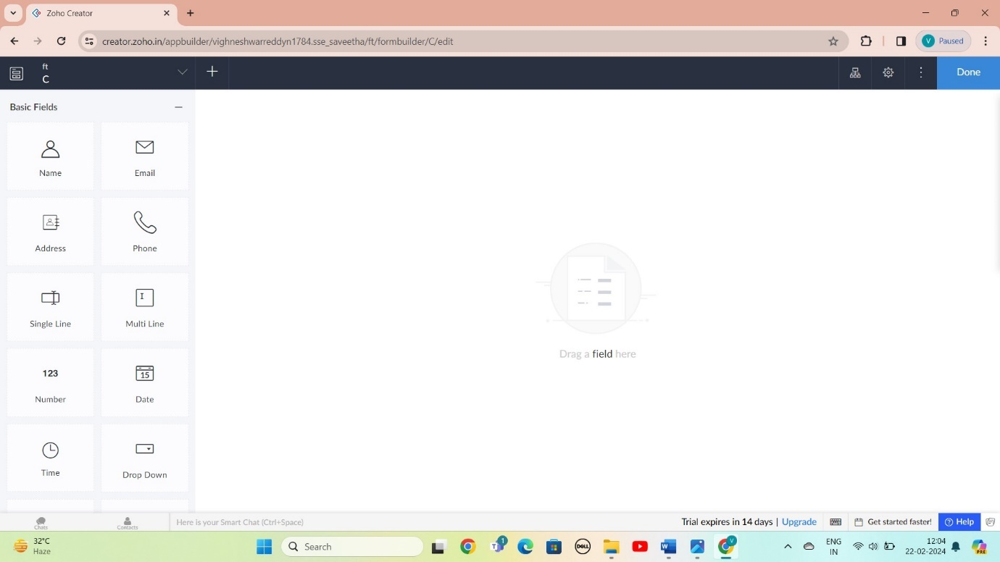 Zoho Creator
creator.zoho.in/appbuilder/vighneshwarreddyn1784.sse_saveetha/ft/formbuilder/C/edit
V Paused
ft
C
Done
Basic Fields
Name
Email
Address
Phone
Single Line
Multi Line
123
15
Number
Date
Time
Drop Down
Drag a field here
Chats
Contacts
Here is your Smart Chat (Ctrl+Space)
Trial expires in 14 days | Upgrade
Get started faster!
Help
32°C
Haze
Search
1
DELL
V
ENG
IN
12:04
22-02-2024
PRE